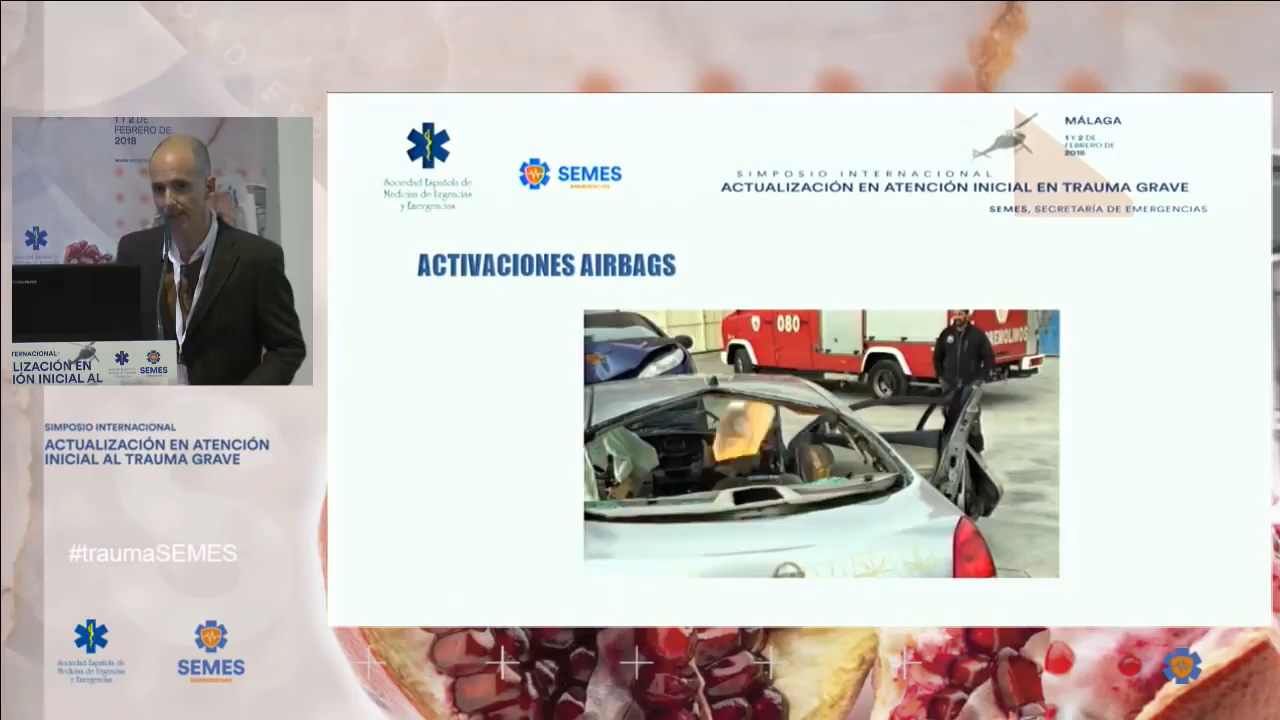 1 Y 2 DE
FEBRERO DE
2018
LIZACIÓN EN
IÓN INICIAL AL
SEMES
SIMPOSIO INTERNACIONAL
ACTUALIZACIÓN EN ATENCIÓN
INICIAL AL TRAUMA GRAVE
#traumaSEMES
Sociedad Española de
Medicina de Urgencias
y Emergencias
SEMES
EMERGENCIAS
Sociedad Española de
Medicina de Urgencias
y Emergencias
SEMES
EMERGENCIAS
MÁLAGA
1 Y 2 DE
FEBRERO DE
2018
SIMPOSIO INTERNACIONAL
ACTUALIZACIÓN EN ATENCIÓN INICIAL EN TRAUMA GRAVE
SEMES, SECRETARÍA DE EMERGENCIAS
ACTIVACIONES AIRBAGS
080